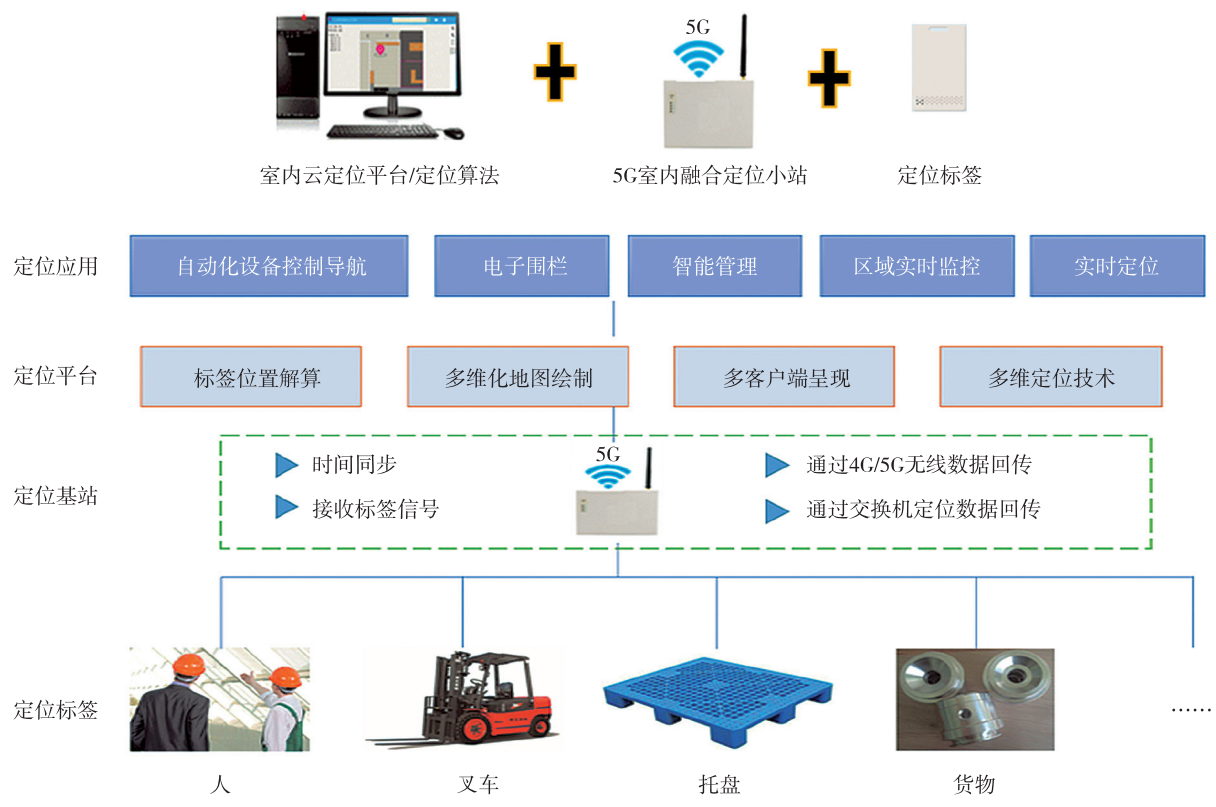 5G
室内云定位平台/定位算法
5G室内融合定位小站
定位标签
定位应用
自动化设备控制导航
电子围栏
智能管理
区域实时监控
实时定位
定位平台
标签位置解算
多维化地图绘制
多客户端呈现
多维定位技术
定位基站
时间同步
接收标签信号
5G
通过4G/5G无线数据回传
通过交换机定位数据回传
定位标签
……
人
叉车
托盘
货物